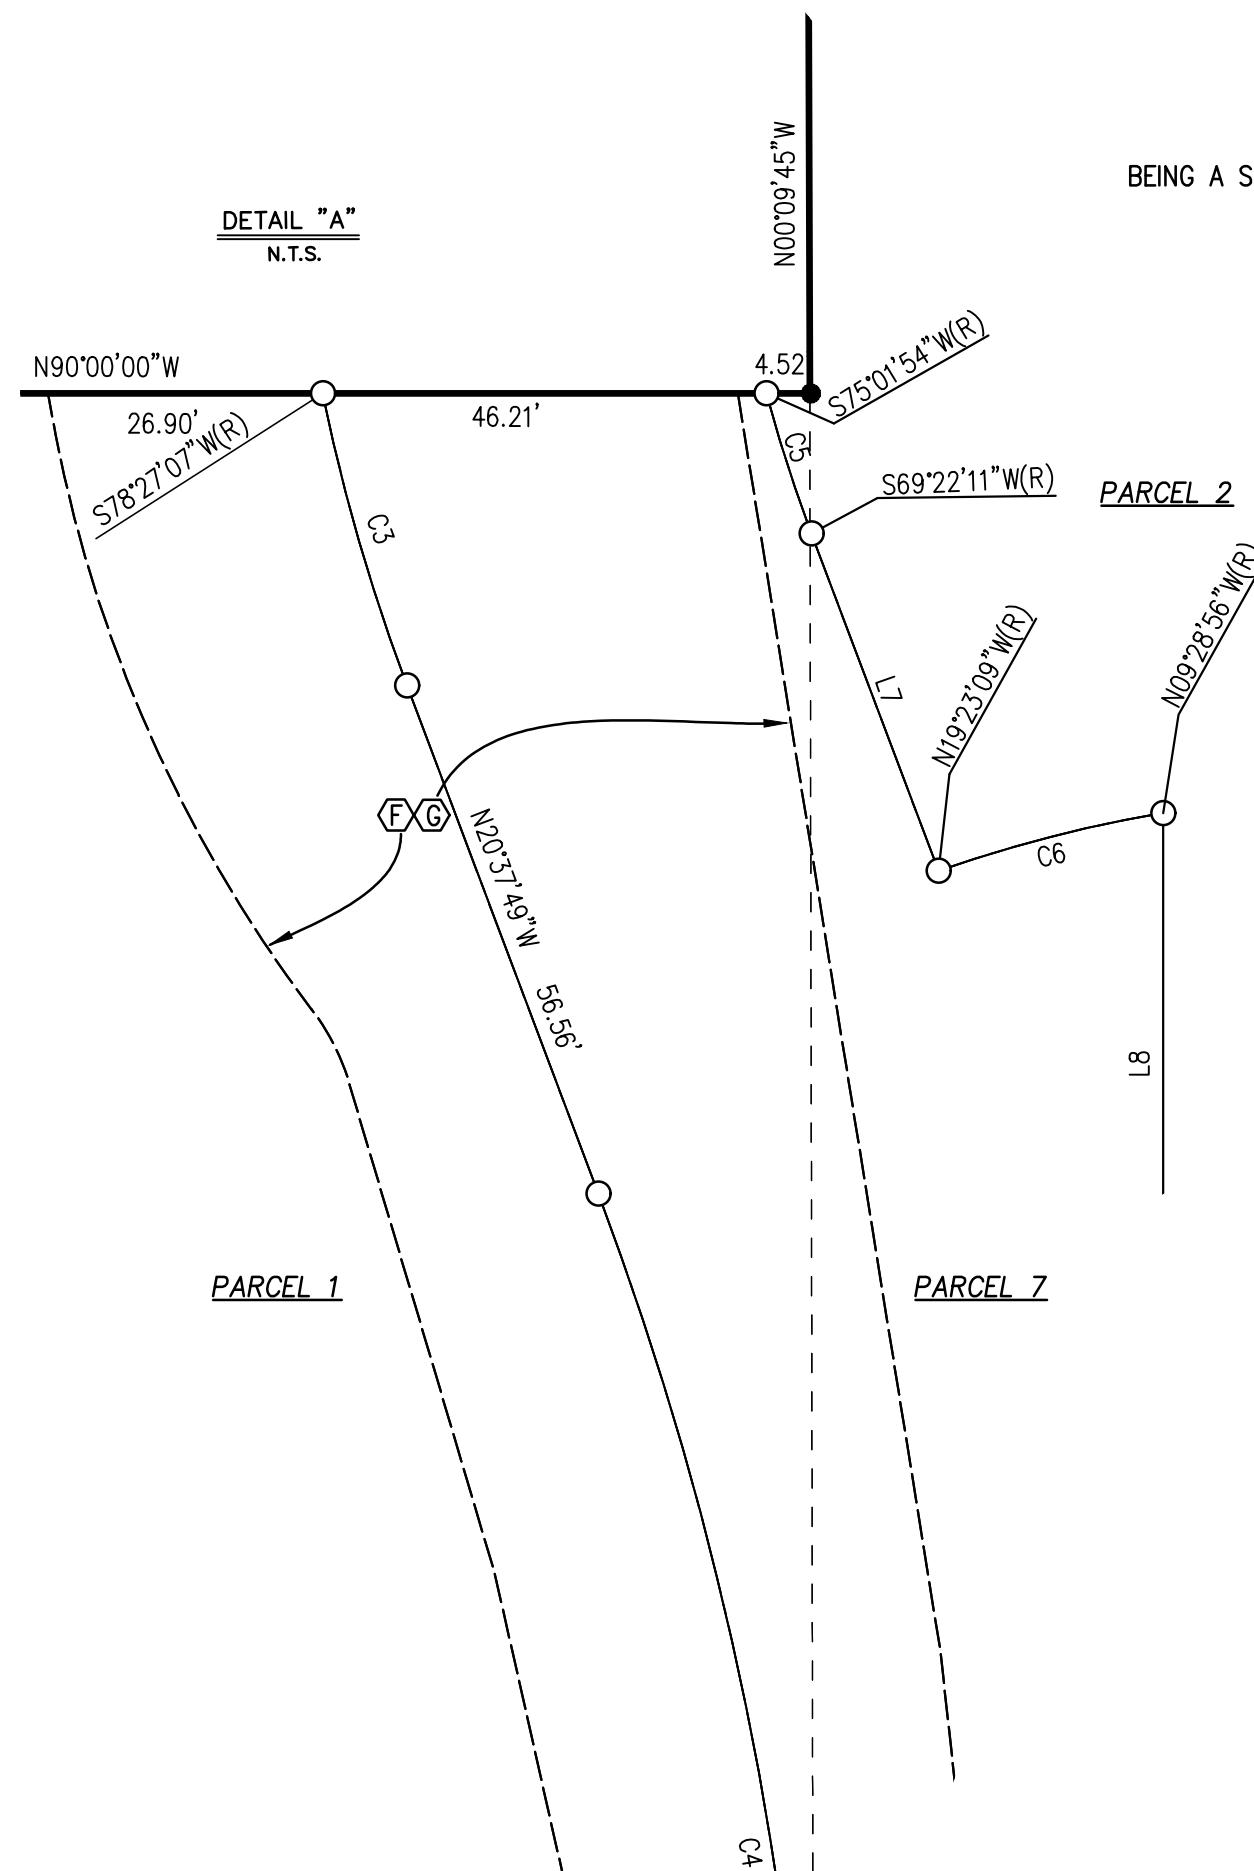 N00°09'45"W
BEING A S
DETAIL "A"
N.T.S.
N90°00'00"W
4.52
S75°01'54"W(R)
26.90'
46.21'
S78°27'07"W(R)
C5
S69°22'11"W(R)
PARCEL 2
C3
N09°28'56"W(R)
N19°23'09"W(R)
L7
F G
N20°37'49"W 56.56'
C6
L8
PARCEL 1
PARCEL 7
C4